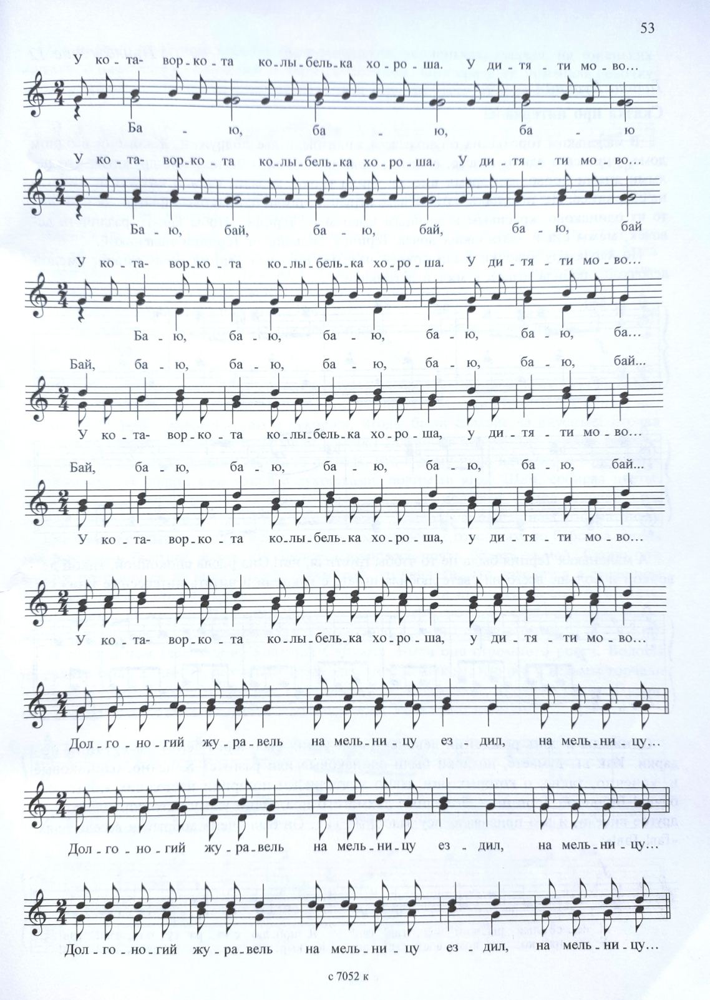 53
У ко - та- вор - ко - та ко - лы - бель - ка хо - ро - ша. У ди - тя - ти мо - во...
Ба - ю, ба - ю, ба - ю
У ко - та- вор - ко - та ко - лы - бель - ка хо - ро - ша. У ди - тя - ти мо - во...
Ба - ю, бай, ба - ю, бай, ба - ю, бай
У ко - та- вор - ко - та ко - лы - бель - ка хо - ро - ша. У ди - тя - ти мо - во...
Ба - ю, ба - ю, ба - ю, ба - ю, ба - ю, ба...
Бай, ба - ю, ба - ю, ба - ю, ба - ю, ба - ю, бай...
У ко - та- вор - ко - та ко - лы - бель - ка хо - ро - ша, у ди - тя - ти мо - во...
Бай, ба - ю, ба - ю, ба - ю, ба - ю, ба - ю, бай...
У ко - та- вор - ко - та ко - лы - бель - ка хо - ро - ша, у ди - тя - ти мо - во...
У ко - та- вор - ко - та ко - лы - бель - ка хо - ро - ша, у ди - тя - ти мо - во...
Дол - го - но - гий жу - ра - вель на мель - ни - цу ез - дил, на мель - ни - цу...
Дол - го - но - гий жу - ра - вель на мель - ни - цу ез - дил, на мель - ни - цу...
Дол - го - но - гий жу - ра - вель на мель - ни - цу ез - дил, на мель - ни - цу...
с 7052 к